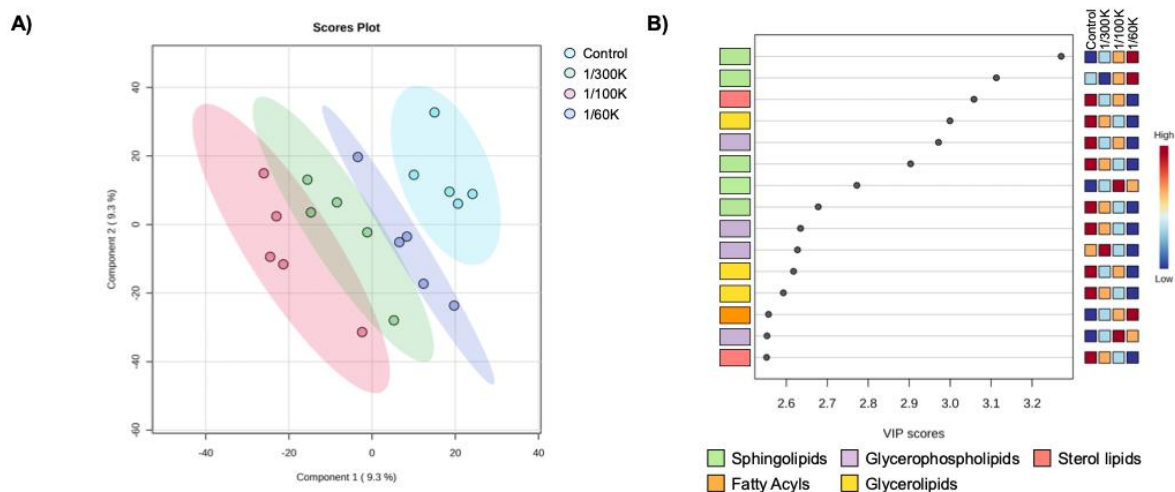 A)
Scores Plot
Component 2 ( 9.3 %)
40
20
0
-20
-40
-60
-40
-20
0
20
40
Component 1 ( 9.3 %)
Control
1/300K
1/100K
1/60K
B)
Control
1/300K
1/100K
1/60K
High
Low
2.6
2.7
2.8
2.9
3.0
3.1
3.2
VIP scores
Sphingolipids
Glycerophospholipids
Sterol lipids
Fatty Acyls
Glycerolipids